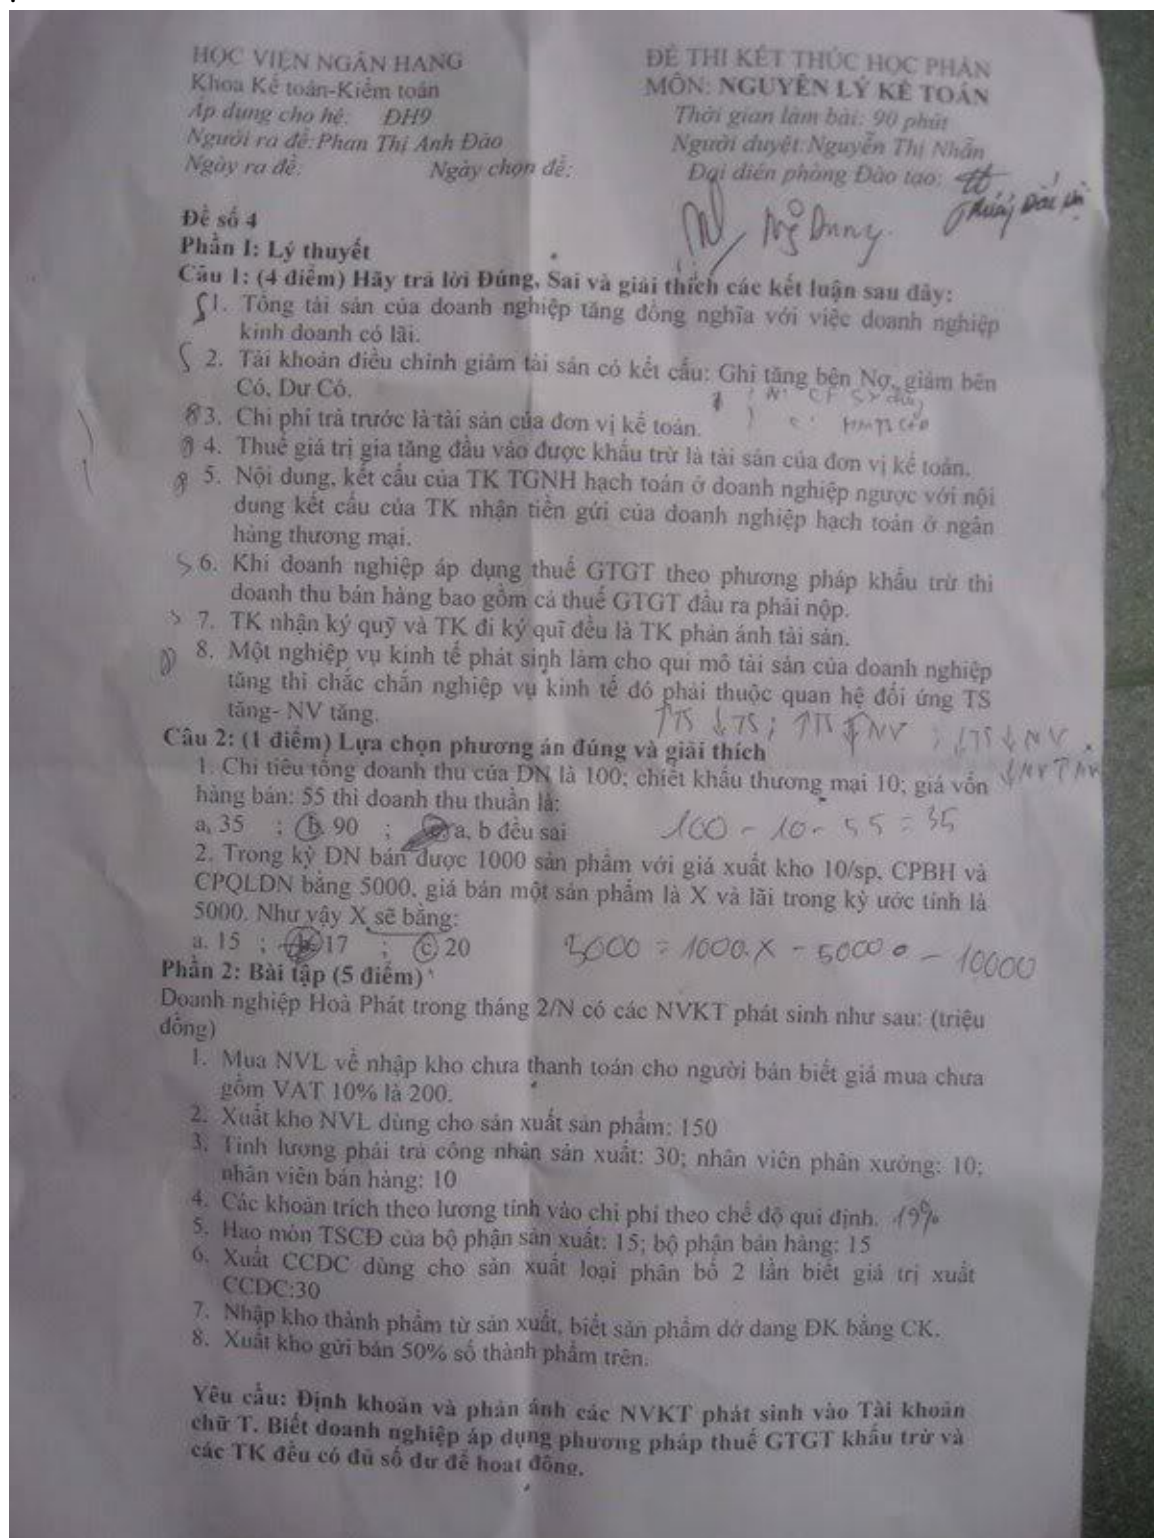 HỌC VIỆN NGÂN HÀNG
Khoa Kế toán-Kiểm toán
Áp dụng cho hệ: ĐH9
Người ra đề: Phan Thị Anh Đào
Ngày ra đề: Ngày chọn đề:
ĐỀ THI KẾT THÚC HỌC PHẦN
MÔN: NGUYÊN LÝ KẾ TOÁN
Thời gian làm bài: 90 phút
Người duyệt: Nguyễn Thị Nhẫn
Đại diện phòng Đào tạo:
Mỹ Dung
Đề số 4
Phần I: Lý thuyết
Câu 1: (4 điểm) Hãy trả lời Đúng, Sai và giải thích các kết luận sau đây:
S 1. Tổng tài sản của doanh nghiệp tăng đồng nghĩa với việc doanh nghiệp
kinh doanh có lãi.
S 2. Tài khoản điều chỉnh giảm tài sản có kết cấu: Ghi tăng bên Nợ, giảm bên
Có, Dư Có.
Đ 3. Chi phí trả trước là tài sản của đơn vị kế toán.
Đ 4. Thuế giá trị gia tăng đầu vào được khấu trừ là tài sản của đơn vị kế toán.
Đ 5. Nội dung, kết cấu của TK TGNH hạch toán ở doanh nghiệp ngược với nội
dung kết cấu của TK nhận tiền gửi của doanh nghiệp hạch toán ở ngân
hàng thương mại.
S 6. Khi doanh nghiệp áp dụng thuế GTGT theo phương pháp khấu trừ thì
doanh thu bán hàng bao gồm cả thuế GTGT đầu ra phải nộp.
S 7. TK nhận ký quỹ và TK đi ký quĩ đều là TK phản ánh tài sản.
Đ 8. Một nghiệp vụ kinh tế phát sinh làm cho qui mô tài sản của doanh nghiệp
tăng thì chắc chắn nghiệp vụ kinh tế đó phải thuộc quan hệ đối ứng TS
tăng- NV tăng.
↑TS ↓TS; ↑TS ↑NV ; ↓TS ↓NV
↓NV ↑NV
Câu 2: (1 điểm) Lựa chọn phương án đúng và giải thích
1. Chỉ tiêu tổng doanh thu của DN là 100; chiết khấu thương mại 10; giá vốn
hàng bán: 55 thì doanh thu thuần là:
a, 35 ; b, 90 ; c, a, b đều sai 100 - 10 - 55 = 35
2. Trong kỳ DN bán được 1000 sản phẩm với giá xuất kho 10/sp, CPBH và
CPQLDN bằng 5000, giá bán một sản phẩm là X và lãi trong kỳ ước tính là
5000. Như vậy X sẽ bằng:
a. 15 ; b. 17 ; c 20 5000 = 1000.X - 5000 - 10000
Phần 2: Bài tập (5 điểm)
Doanh nghiệp Hoà Phát trong tháng 2/N có các NVKT phát sinh như sau: (triệu
đồng)
1. Mua NVL về nhập kho chưa thanh toán cho người bán biết giá mua chưa
gồm VAT 10% là 200.
2. Xuất kho NVL dùng cho sản xuất sản phẩm: 150
3. Tính lương phải trả công nhân sản xuất: 30; nhân viên phân xưởng: 10;
nhân viên bán hàng: 10
4. Các khoản trích theo lương tính vào chi phí theo chế độ qui định. 19%
5. Hao mòn TSCĐ của bộ phận sản xuất: 15; bộ phận bán hàng: 15
6. Xuất CCDC dùng cho sản xuất loại phân bổ 2 lần biết giá trị xuất
CCDC:30
7. Nhập kho thành phẩm từ sản xuất, biết sản phẩm dở dang ĐK bằng CK.
8. Xuất kho gửi bán 50% số thành phẩm trên.
Yêu cầu: Định khoản và phản ánh các NVKT phát sinh vào Tài khoản
chữ T. Biết doanh nghiệp áp dụng phương pháp thuế GTGT khấu trừ và
các TK đều có đủ số dư để hoạt động.